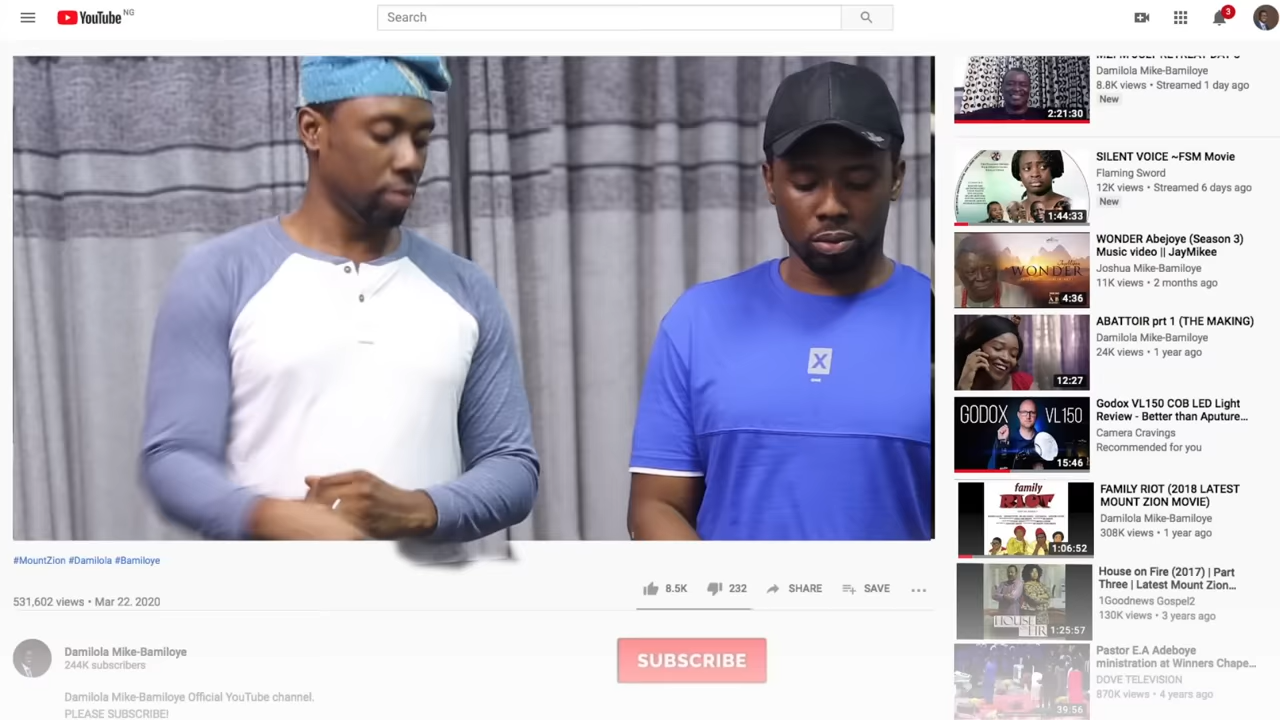 YouTube NG
Search
3
X
#MountZion #Damilola #Bamiloye
531,602 views • Mar 22. 2020
8.5K
232
SHARE
SAVE
Damilola Mike-Bamiloye
244K subscribers
SUBSCRIBE
Damilola Mike-Bamiloye Official YouTube channel.
PLEASE SUBSCRIBE!
Damilola Mike-Bamiloye
8.8K views • Streamed 1 day ago
New
2:21:30
SILENT VOICE ~FSM Movie
Flaming Sword
12K views • Streamed 6 days ago
New
1:44:33
WONDER Abejoye (Season 3)
Music video || JayMikee
Joshua Mike-Bamiloye
11K views • 2 months ago
WONDER
4:36
ABATTOIR prt 1 (THE MAKING)
Damilola Mike-Bamiloye
24K views • 1 year ago
12:27
Godox VL150 COB LED Light
Review - Better than Aputure...
Camera Cravings
Recommended for you
GODOX VL150
15:46
FAMILY RIOT (2018 LATEST
MOUNT ZION MOVIE)
Damilola Mike-Bamiloye
308K views • 1 year ago
family
RIOT
1:06:52
House on Fire (2017) | Part
Three | Latest Mount Zion...
1Goodnews Gospel2
130K views • 3 years ago
1:25:57
Pastor E.A Adeboye
ministration at Winners Chape...
DOVE TELEVISION
870K views • 4 years ago
39:56